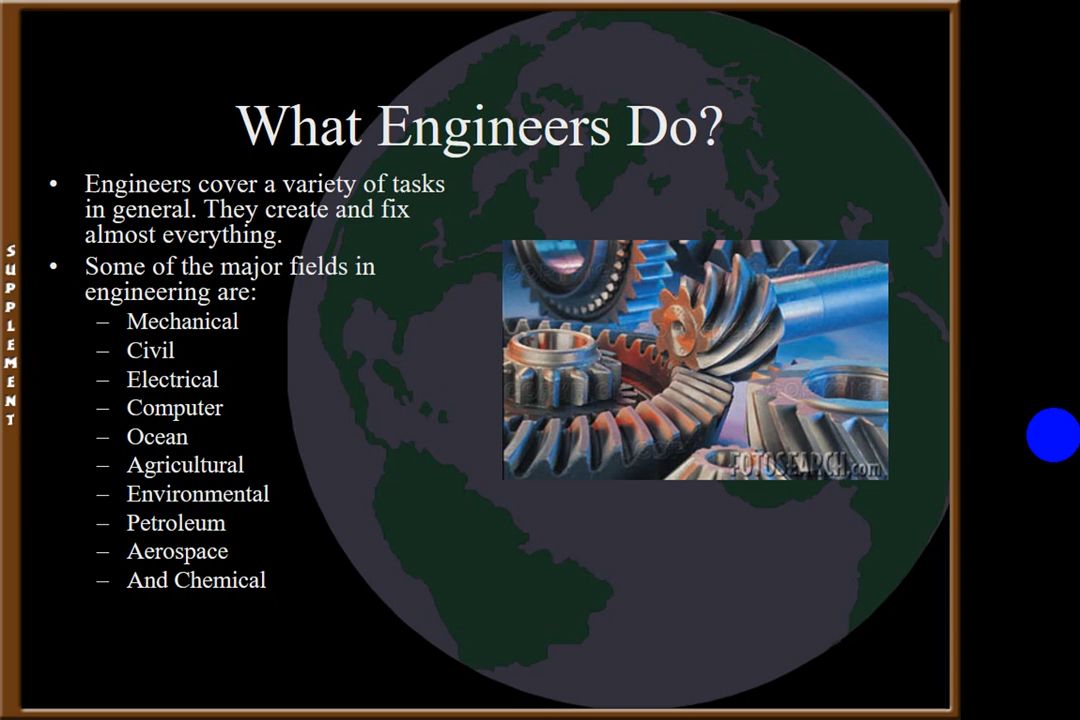 What Engineers Do?
• Engineers cover a variety of tasks
in general. They create and fix
almost everything.
• Some of the major fields in
engineering are:
– Mechanical
– Civil
– Electrical
– Computer
– Ocean
– Agricultural
– Environmental
– Petroleum
– Aerospace
– And Chemical
SUPPLEMENT
FOTOSEARCH.com